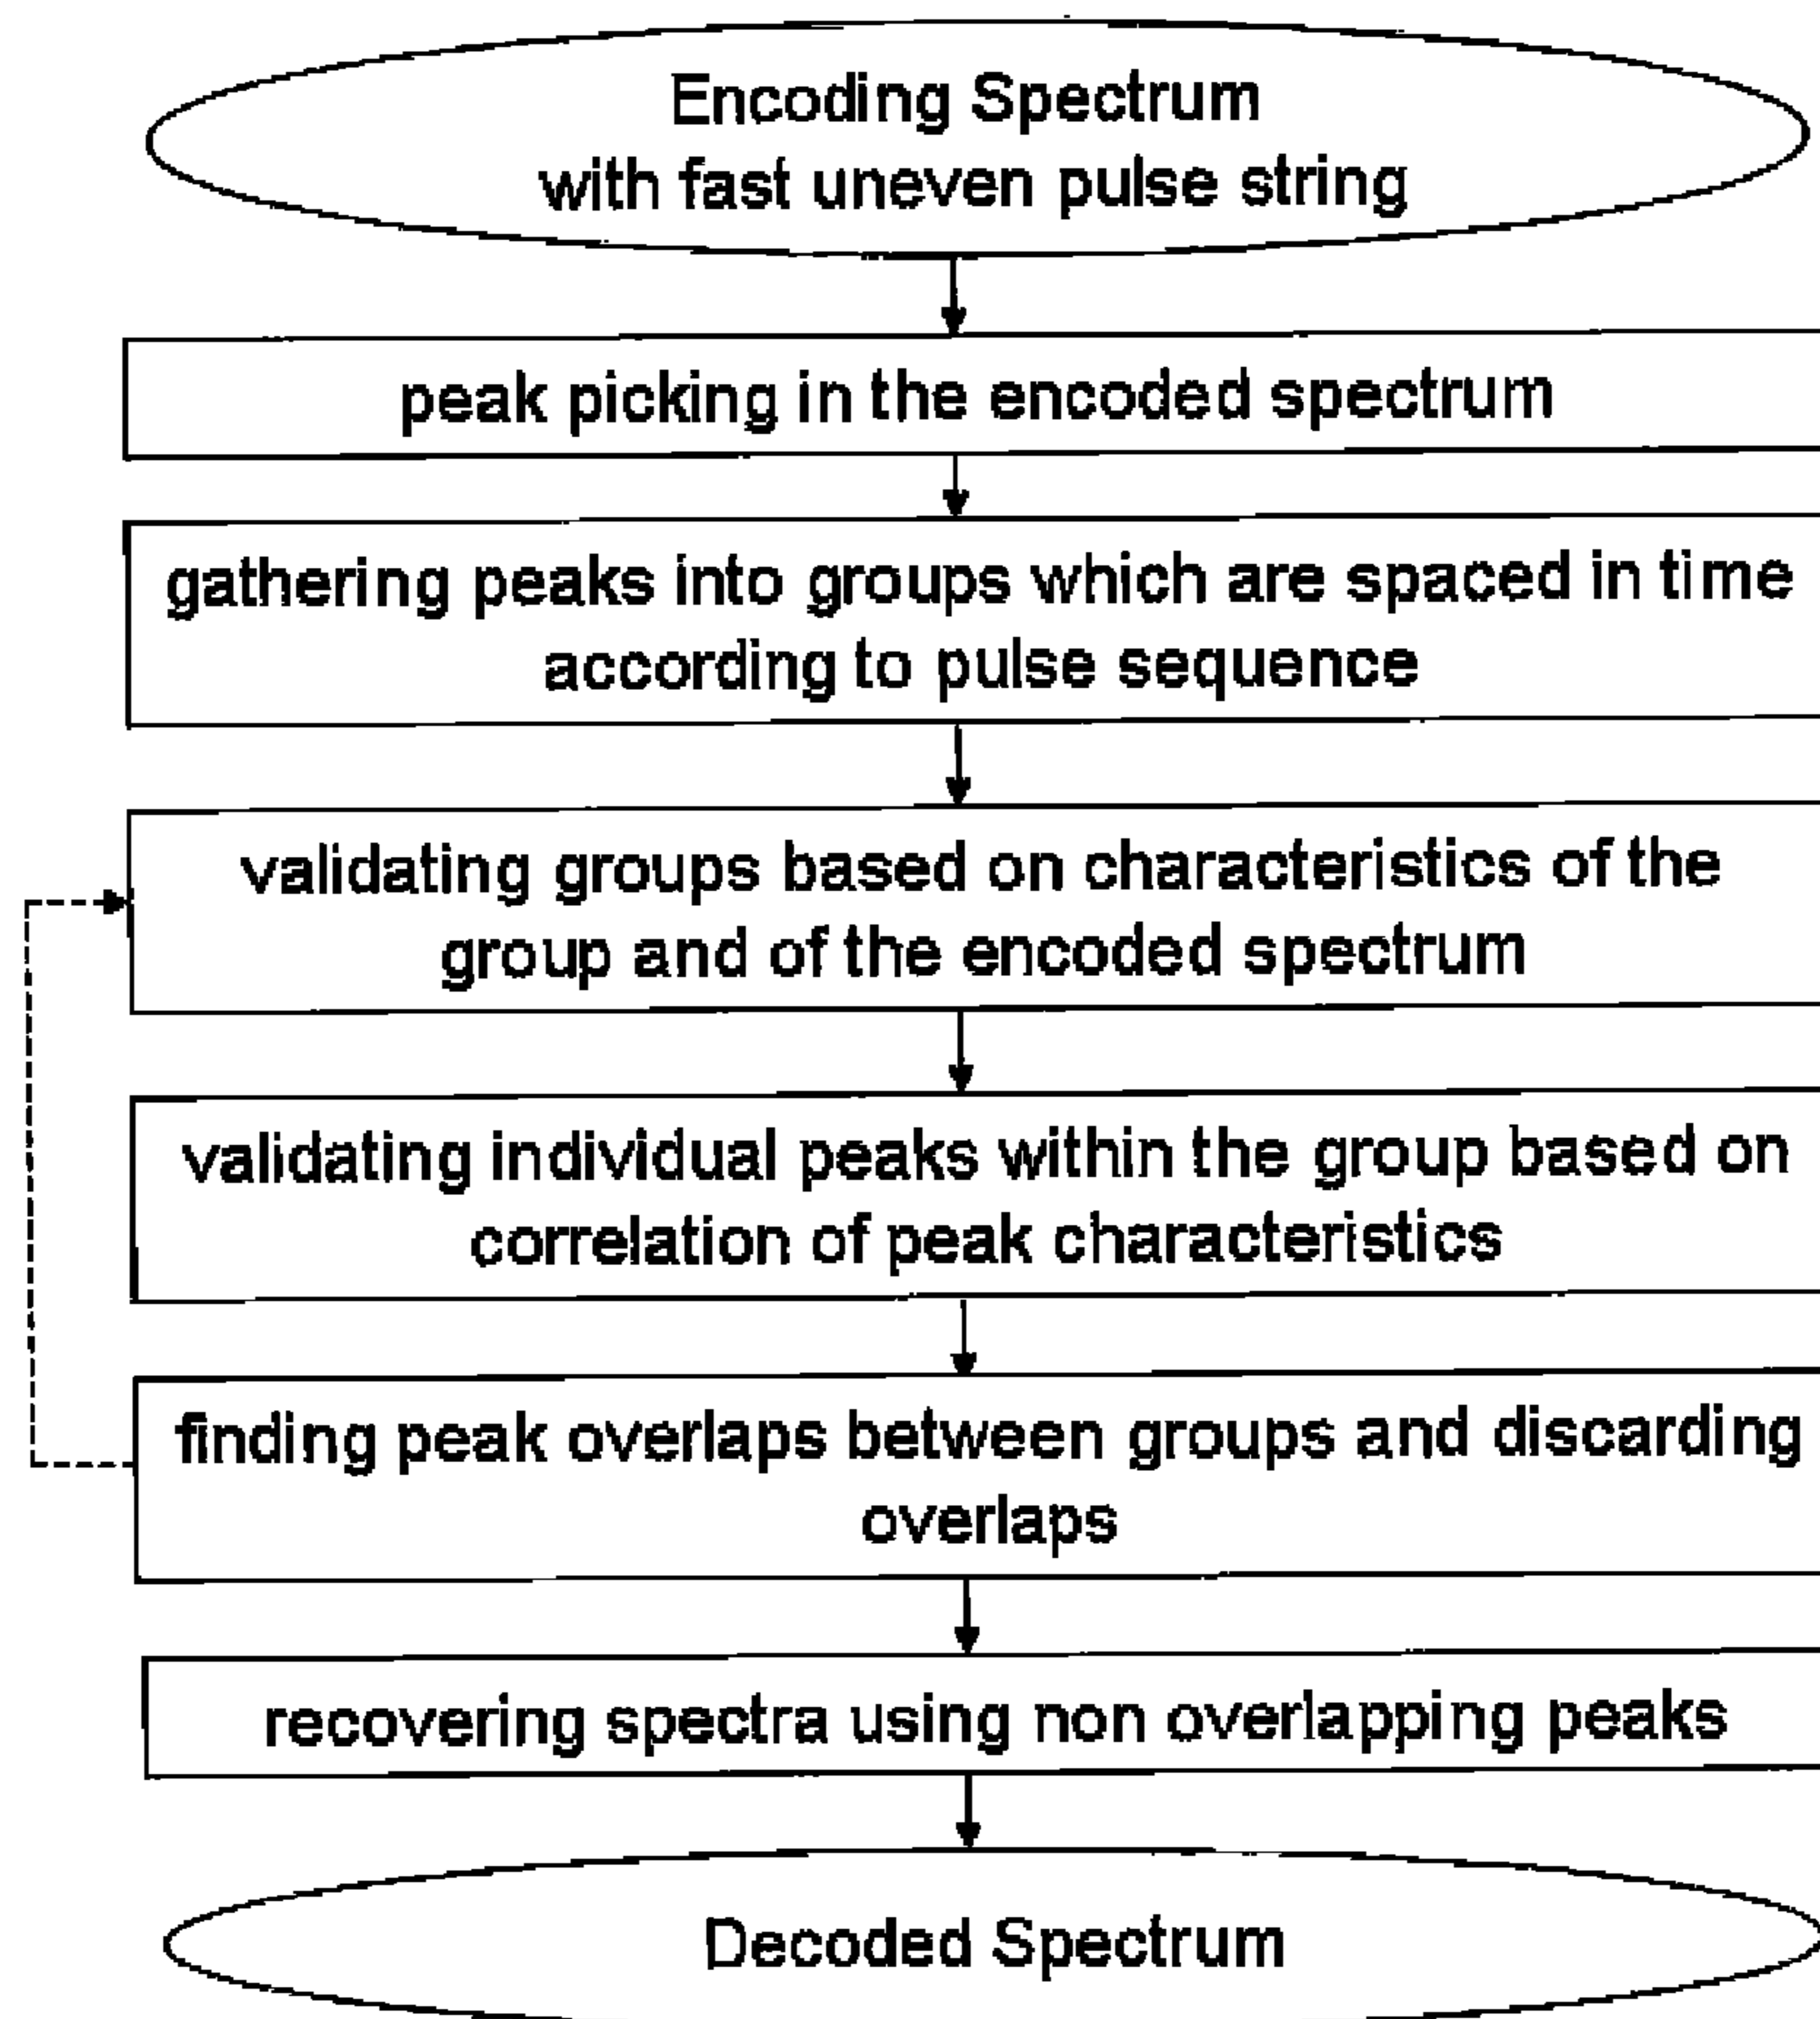 Encoding Spectrum
with fast uneven pulse string
peak picking in the encoded spectrum
gathering peaks into groups which are spaced in time
according to pulse sequence
validating groups based on characteristics of the
group and of the encoded spectrum
validating individual peaks within the group based on
correlation of peak characteristics
finding peak overlaps between groups and discarding
overlaps
recovering spectra using non overlapping peaks
Decoded Spectrum